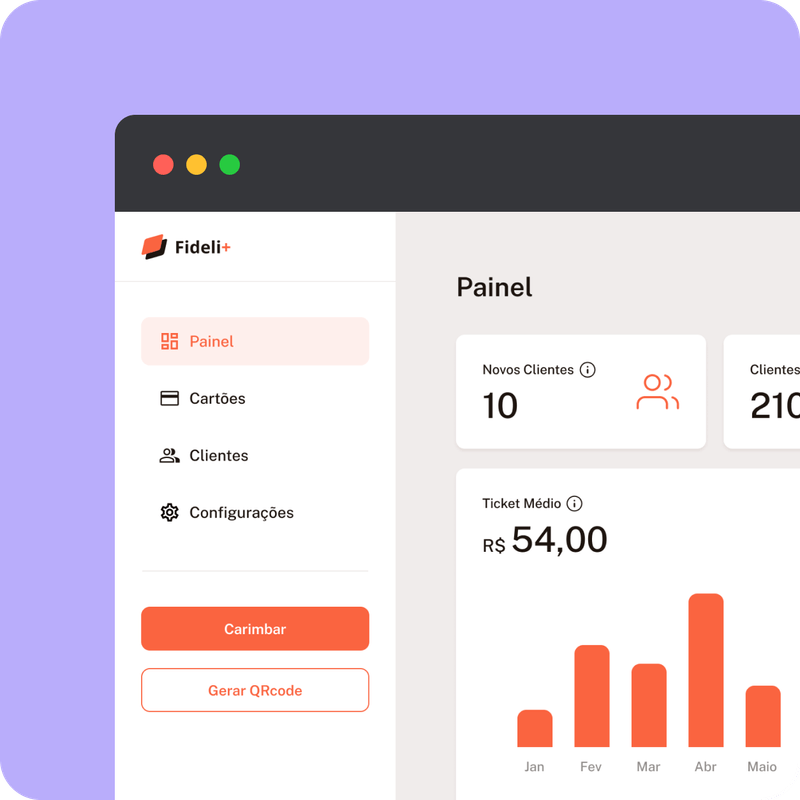 Fideli+
Painel
Cartões
Clientes
Configurações
Carimbar
Gerar QRcode
Painel
Novos Clientes
10
Clientes
210
Ticket Médio
R$ 54,00
Jan Fev Mar Abr Maio